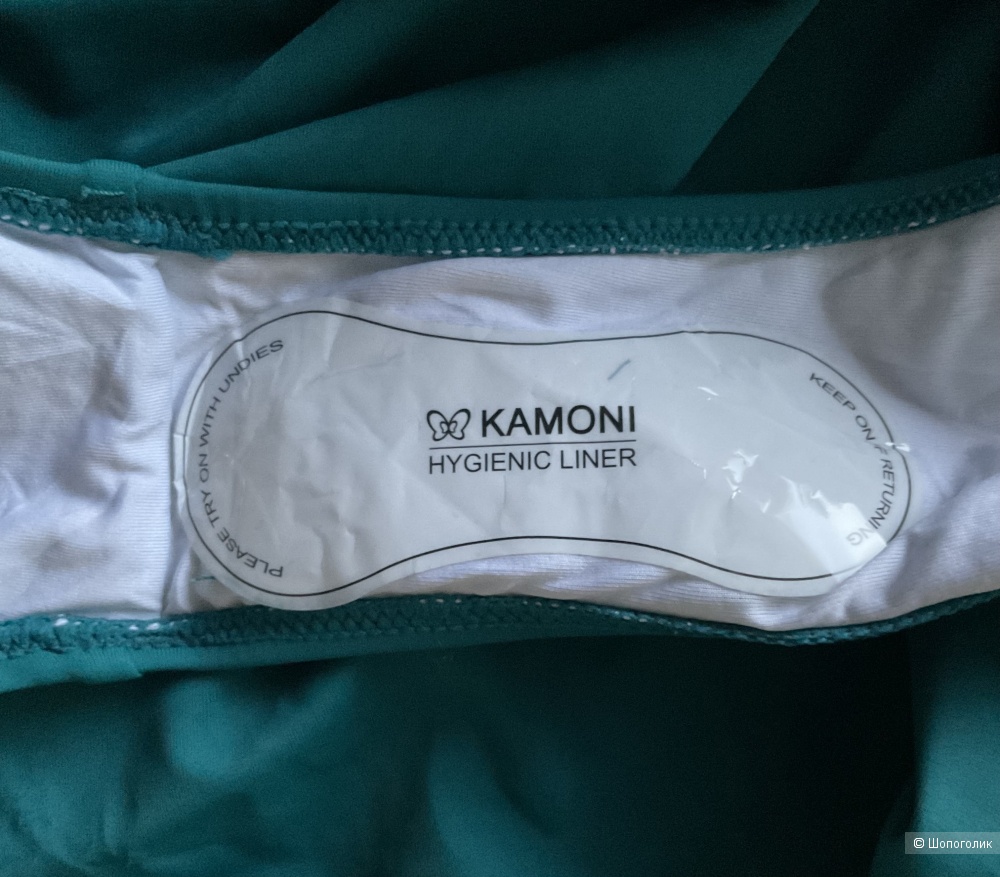 PLEASE TRY ON WITH UNDIES
KAMONI
HYGIENIC LINER
KEEP ON F RETURNING
© Шопоголик